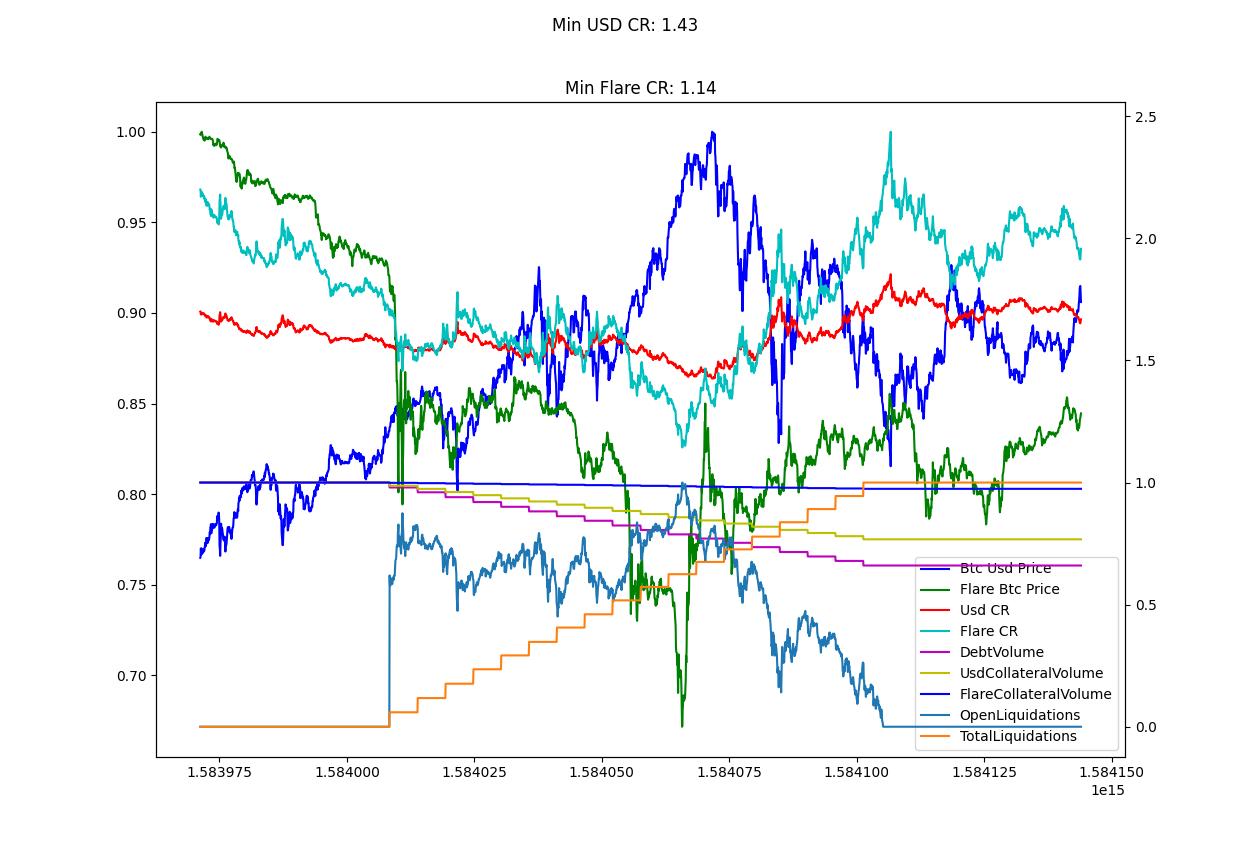 Min USD CR: 1.43
Min Flare CR: 1.14
1.00
0.95
0.90
0.85
0.80
0.75
0.70
2.5
2.0
1.5
1.0
0.5
0.0
Btc Usd Price
Flare Btc Price
Usd CR
Flare CR
DebtVolume
UsdCollateralVolume
FlareCollateralVolume
OpenLiquidations
TotalLiquidations
1.583975 1.584000 1.584025 1.584050 1.584075 1.584100 1.584125 1.584150
1e15